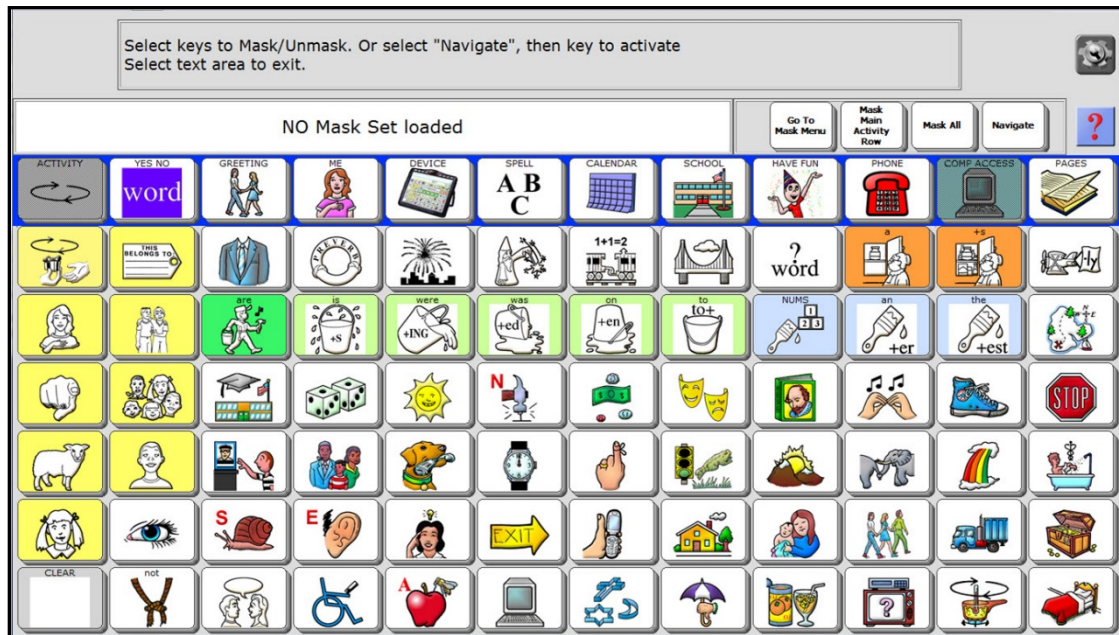 Select keys to Mask/Unmask. Or select "Navigate", then key to activate
Select text area to exit.
NO Mask Set loaded
Go To
Mask Menu
Mask
Main
Activity
Row
Mask All
Navigate
?
ACTIVITY
YES NO
word
GREETING
ME
DEVICE
SPELL
A B
C
CALENDAR
SCHOOL
HAVE FUN
PHONE
COMP ACCESS
PAGES
THIS
BELONGS TO
PREVERB
1+1=2
?
word
a
+s
-ly
are
is
+S
were
+ING
was
+ed
on
+en
to
to+
NUMS
1
2 3
an
+er
the
+est
N
STOP
S
E
EXIT
CLEAR
not
A
?